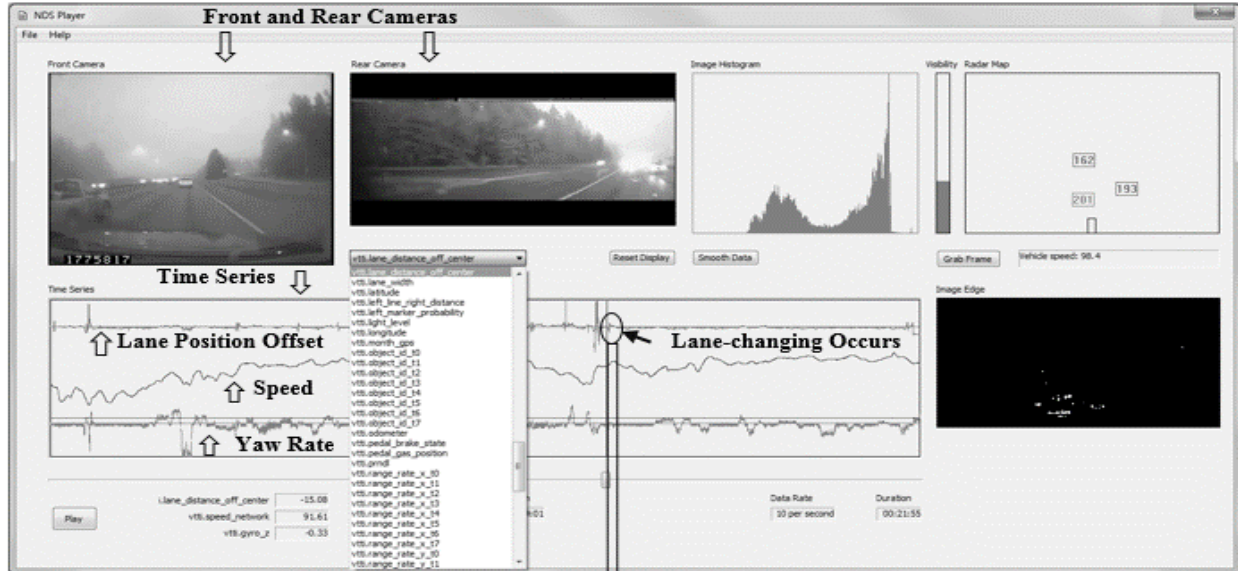 NDS Player
Front and Rear Cameras
File Help
Front Camera
Rear Camera
Image Histogram
Visibility
Radar Map
162
193
201
1775817
vtti.lane_distance_off_center
Reset Display
Smooth Data
Grab Frame
Vehicle speed: 98.4
Time Series
Time Series
Image Edge
vtti.lane_distance_off_center
vtti.lane_width
vtti.latitude
vtti.left_line_right_distance
vtti.left_marker_probability
vtti.light_level
vtti.longitude
vtti.month_gps
vtti.object_id_t0
vtti.object_id_t1
vtti.object_id_t2
vtti.object_id_t3
vtti.object_id_t4
vtti.object_id_t5
vtti.object_id_t6
vtti.object_id_t7
vtti.odometer
vtti.pedal_brake_state
vtti.pedal_gas_position
vtti.prndl
vtti.range_rate_x_t0
vtti.range_rate_x_t1
vtti.range_rate_x_t2
vtti.range_rate_x_t3
vtti.range_rate_x_t4
vtti.range_rate_x_t5
vtti.range_rate_x_t6
vtti.range_rate_x_t7
vtti.range_rate_y_t0
vtti.range_rate_y_t1
Lane Position Offset
Lane-changing Occurs
Speed
Yaw Rate
Play
i.lane_distance_off_center -15.08
vtti.speed_network 91.61
vtti.gyro_z -0.33
Data Rate
10 per second
Duration
00:21:55